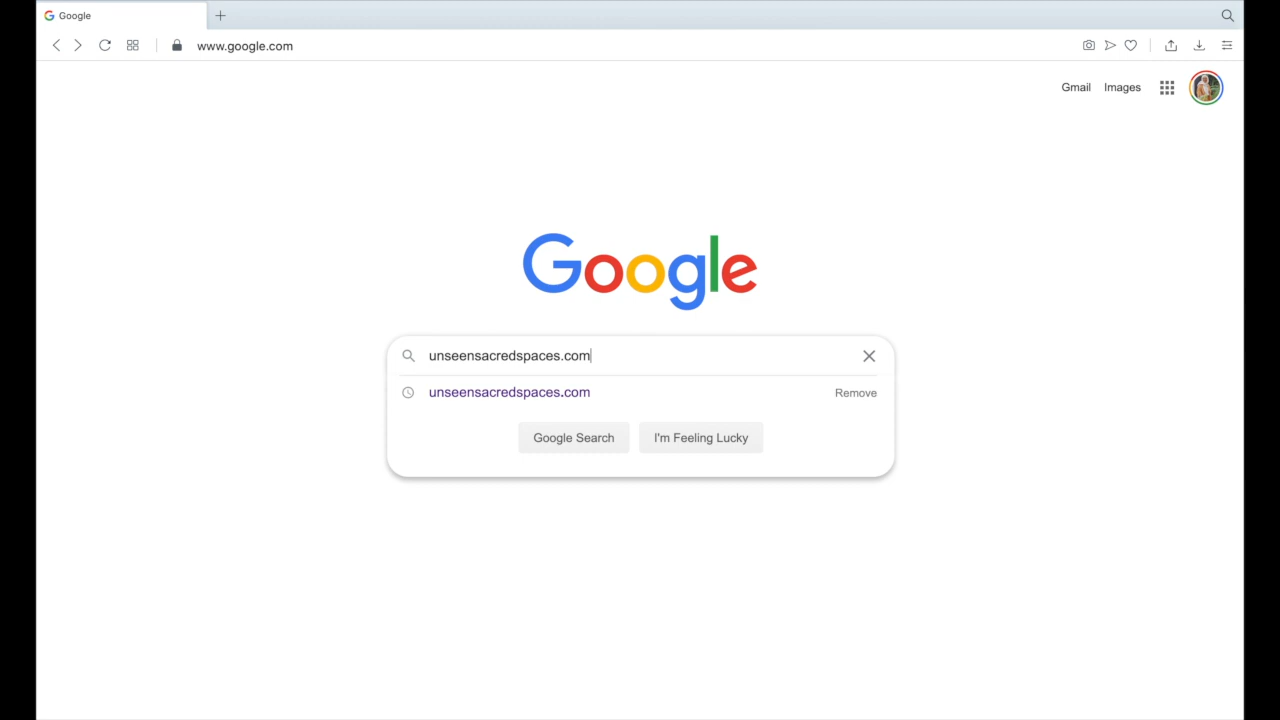 Google
www.google.com
Gmail Images
Google
unseensacredspaces.com
unseensacredspaces.com Remove
Google Search I'm Feeling Lucky